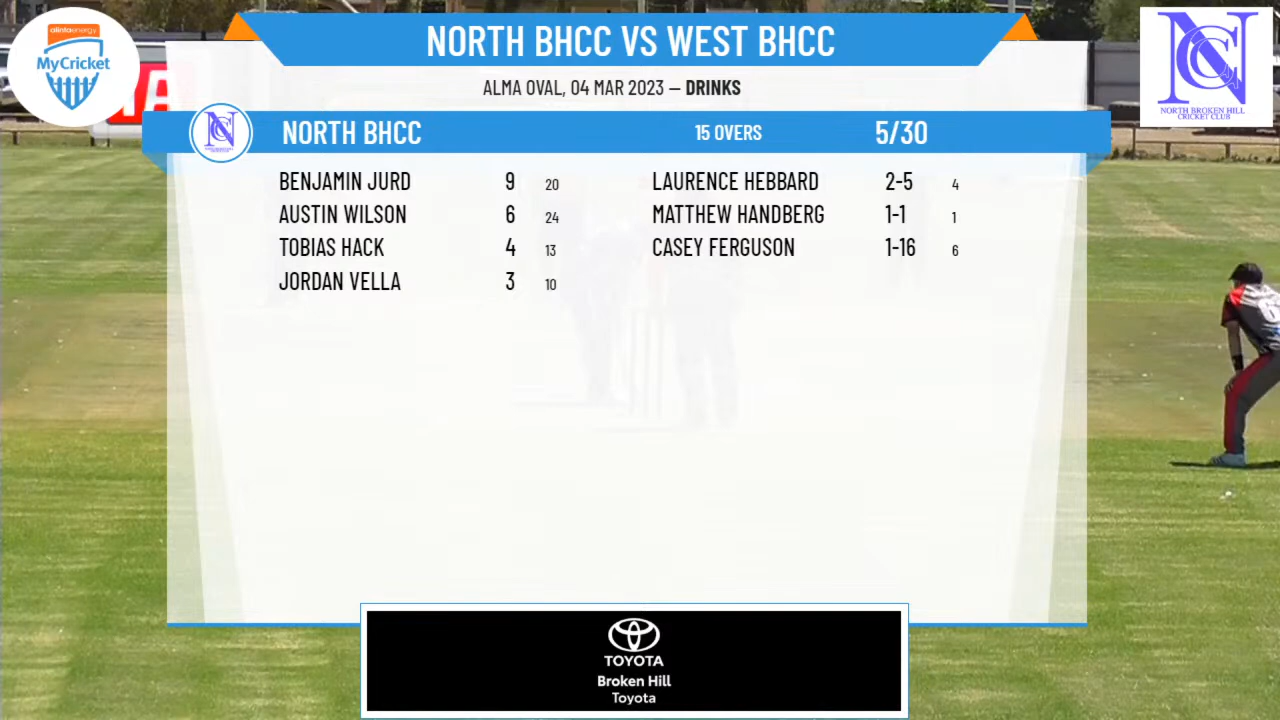 alintaenergy
MyCricket
NORTH BHCC VS WEST BHCC
ALMA OVAL, 04 MAR 2023 – DRINKS
NORTH BROKEN HILL
CRICKET CLUB
NORTH BHCC 15 OVERS 5/30
BENJAMIN JURD 9 20 LAURENCE HEBBARD 2-5 4
AUSTIN WILSON 6 24 MATTHEW HANDBERG 1-1 1
TOBIAS HACK 4 13 CASEY FERGUSON 1-16 6
JORDAN VELLA 3 10
TOYOTA
Broken Hill
Toyota